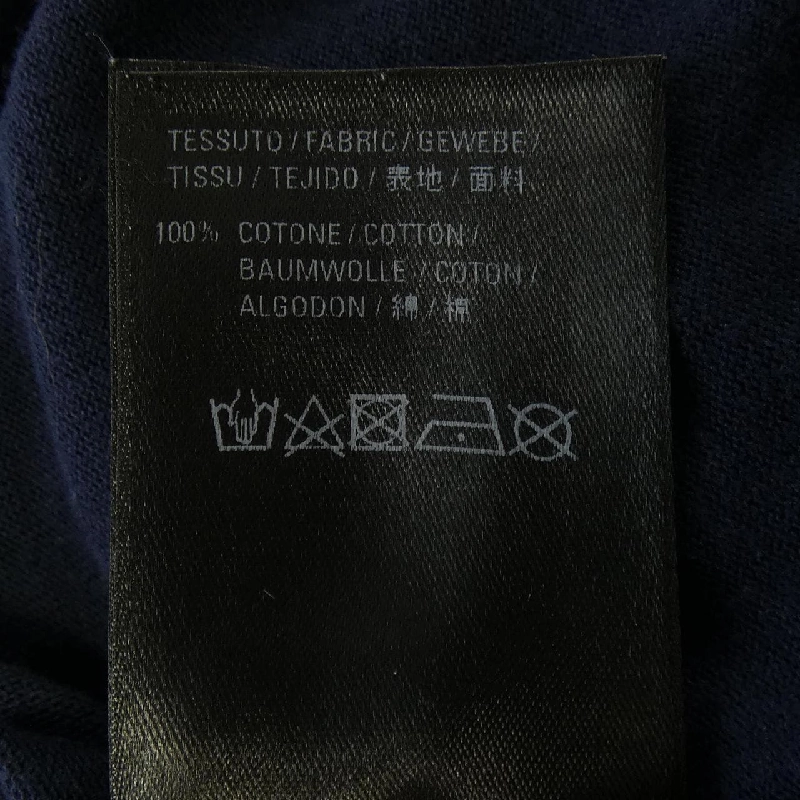 TESSUTO / FABRIC / GEWEBE /
TISSU / TEJIDO / 表地 / 面料
100% COTONE / COTTON /
BAUMWOLLE / COTON /
ALGODON / 綿 / 棉